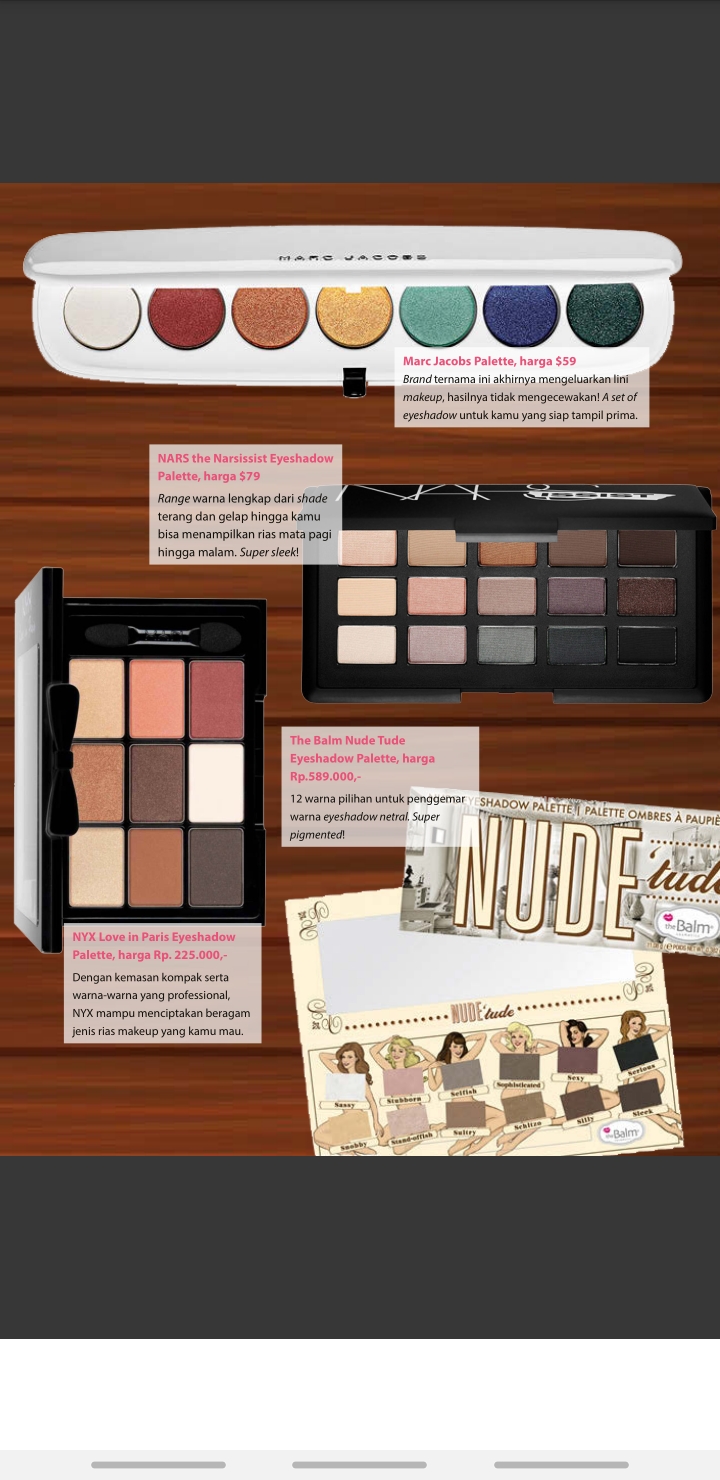 MARC JACOBS
Marc Jacobs Palette, harga $59
Brand ternama ini akhirnya mengeluarkan lini
makeup, hasilnya tidak mengecewakan! A set of
eyeshadow untuk kamu yang siap tampil prima.
NARS the Narsissist Eyeshadow
Palette, harga $79
Range warna lengkap dari shade
terang dan gelap hingga kamu
bisa menampilkan rias mata pagi
hingga malam. Super sleek!
The Balm Nude Tude
Eyeshadow Palette, harga
Rp.589.000,-
12 warna pilihan untuk penggemar
warna eyeshadow netral. Super
pigmented!
EYESHADOW PALETTE | PALETTE OMBRES À PAUPIÈ
NUDE 'tude
theBalm
NYX Love in Paris Eyeshadow
Palette, harga Rp. 225.000,-
Dengan kemasan kompak serta
warna-warna yang professional,
NYX mampu menciptakan beragam
jenis rias makeup yang kamu mau.
NUDE 'tude
Sassy Stubborn Selfish Sophisticated Sexy Serious
Snobby Stand-offish Sultry Schitzo Silly Sleek
theBalm